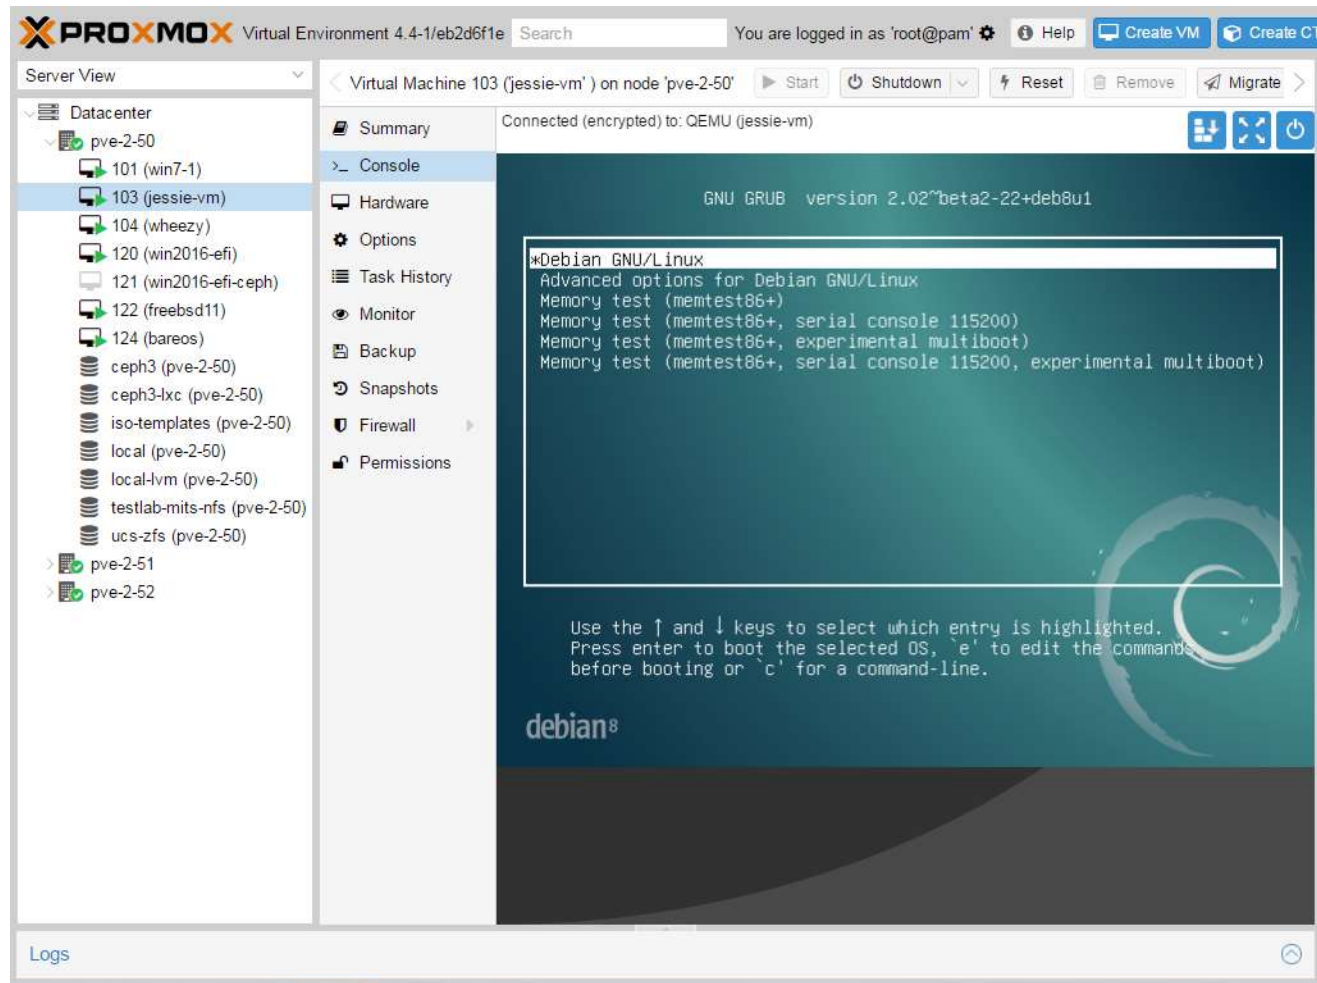 PROXMOX Virtual Environment 4.4-1/eb2d6f1e Search You are logged in as 'root@pam' Help Create VM Create CT
Server View
Virtual Machine 103 ('jessie-vm' ) on node 'pve-2-50' Start Shutdown Reset Remove Migrate
Datacenter
pve-2-50
101 (win7-1)
103 (jessie-vm)
104 (wheezy)
120 (win2016-efi)
121 (win2016-efi-ceph)
122 (freebsd11)
124 (bareos)
ceph3 (pve-2-50)
ceph3-lxc (pve-2-50)
iso-templates (pve-2-50)
local (pve-2-50)
local-lvm (pve-2-50)
testlab-mits-nfs (pve-2-50)
ucs-zfs (pve-2-50)
pve-2-51
pve-2-52
Summary
Console
Hardware
Options
Task History
Monitor
Backup
Snapshots
Firewall
Permissions
Connected (encrypted) to: QEMU (jessie-vm)
GNU GRUB version 2.02~beta2-22+deb8u1
*Debian GNU/Linux
Advanced options for Debian GNU/Linux
Memory test (memtest86+)
Memory test (memtest86+, serial console 115200)
Memory test (memtest86+, experimental multiboot)
Memory test (memtest86+, serial console 115200, experimental multiboot)
Use the ↑ and ↓ keys to select which entry is highlighted.
Press enter to boot the selected OS, `e' to edit the commands
before booting or `c' for a command-line.
debian 8
Logs